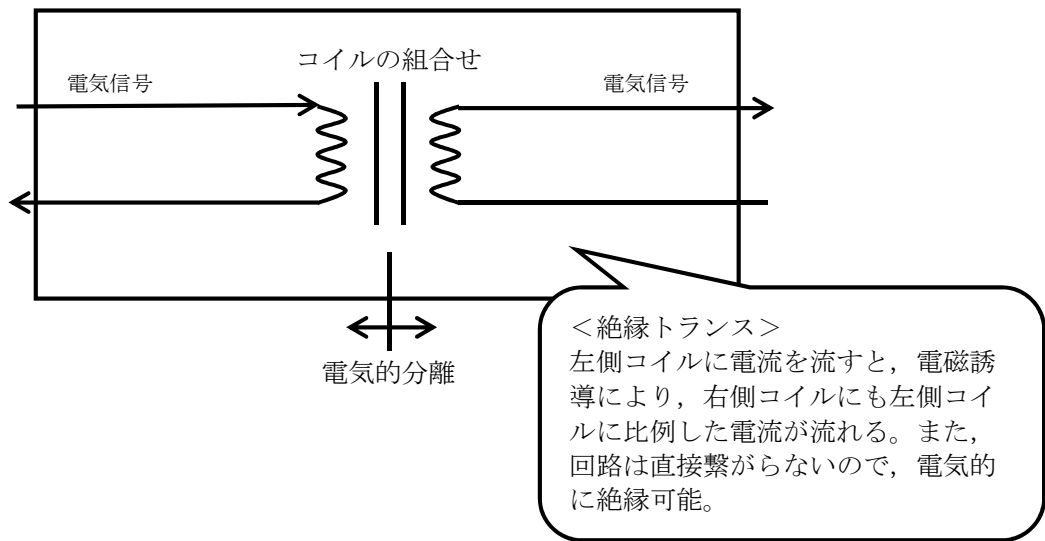 コイルの組合せ
電気信号
電気信号
電気的分離
＜絶縁トランス＞
左側コイルに電流を流すと，電磁誘
導により，右側コイルにも左側コイ
ルに比例した電流が流れる。また，
回路は直接繋がらないので，電気的
に絶縁可能。